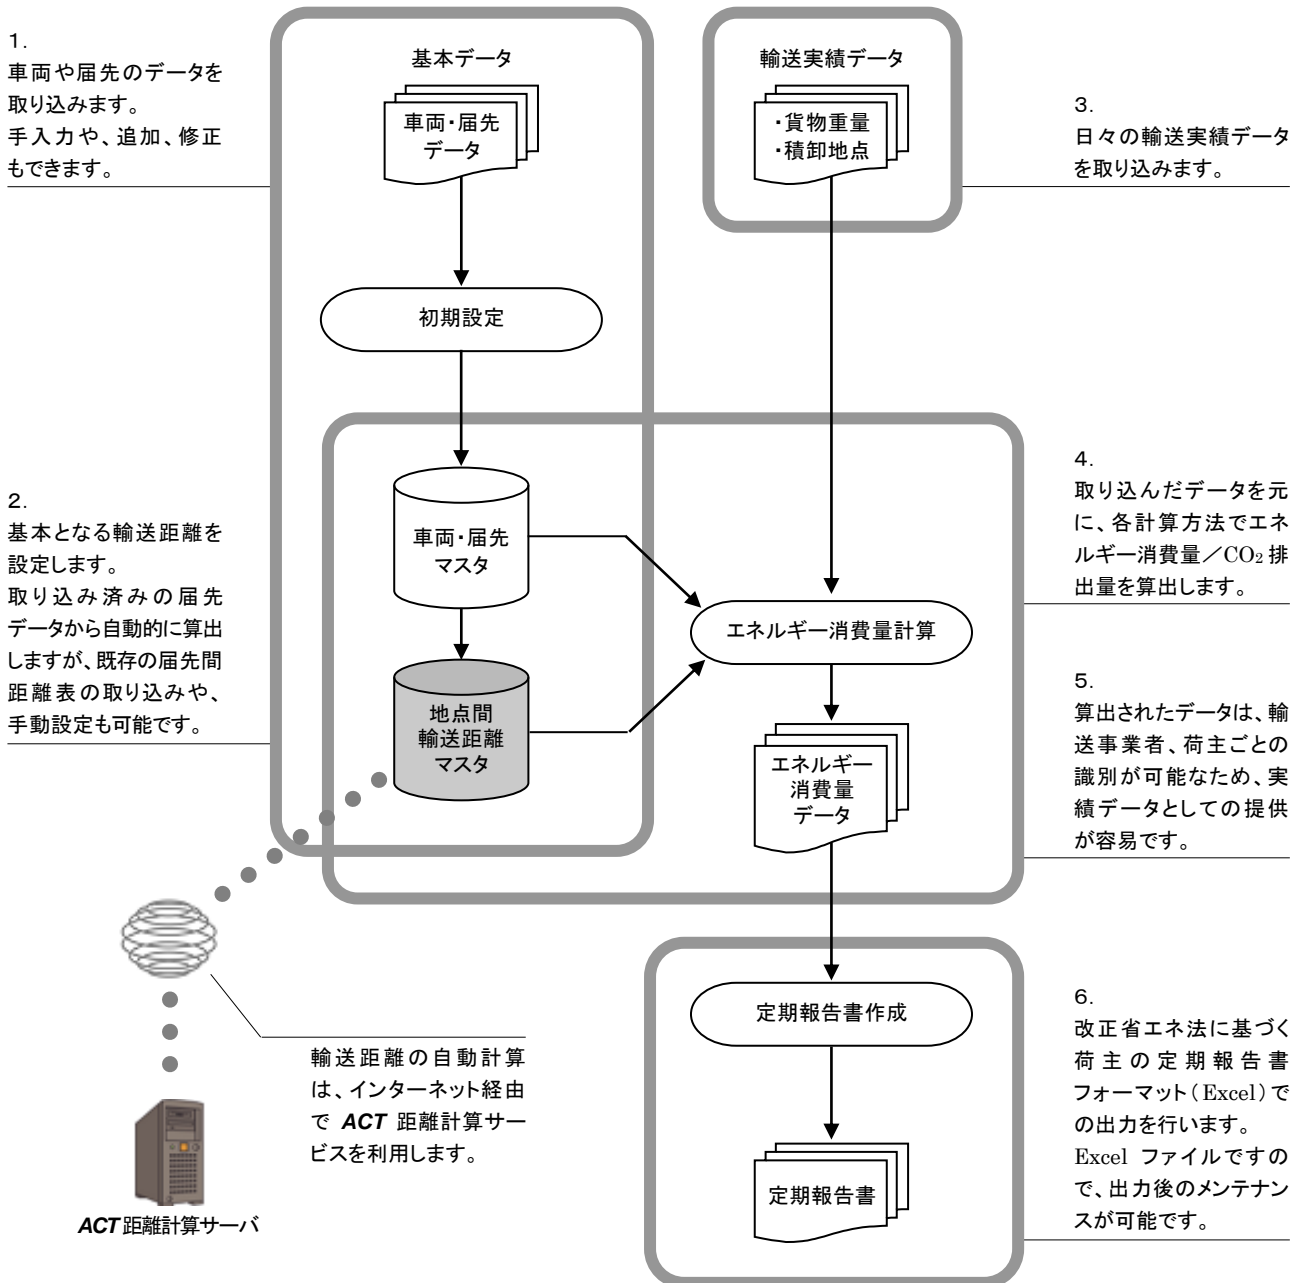 1.
車両や届先のデータを
取り込みます。
手入力や、追加、修正
もできます。
基本データ
車両・届先
データ
初期設定
輸送実績データ
・貨物重量
・積卸地点
3.
日々の輸送実績データ
を取り込みます。
2.
基本となる輸送距離を
設定します。
取り込み済みの届先
データから自動的に算出
しますが、既存の届先間
距離表の取り込みや、
手動設定も可能です。
車両・届先
マスタ
地点間
輸送距離
マスタ
エネルギー消費量計算
エネルギー
消費量
データ
4.
取り込んだデータを元
に、各計算方法でエネ
ルギー消費量／CO₂排
出量を算出します。
5.
算出されたデータは、輸
送事業者、荷主ごとの
識別が可能なため、実
績データとしての提供
が容易です。
輸送距離の自動計算
は、インターネット経由
で ACT 距離計算サー
ビスを利用します。
ACT距離計算サーバ
定期報告書作成
定期報告書
6.
改正省エネ法に基づく
荷主の定期報告書
フォーマット（Excel）で
の出力を行います。
Excel ファイルですの
で、出力後のメンテナン
スが可能です。